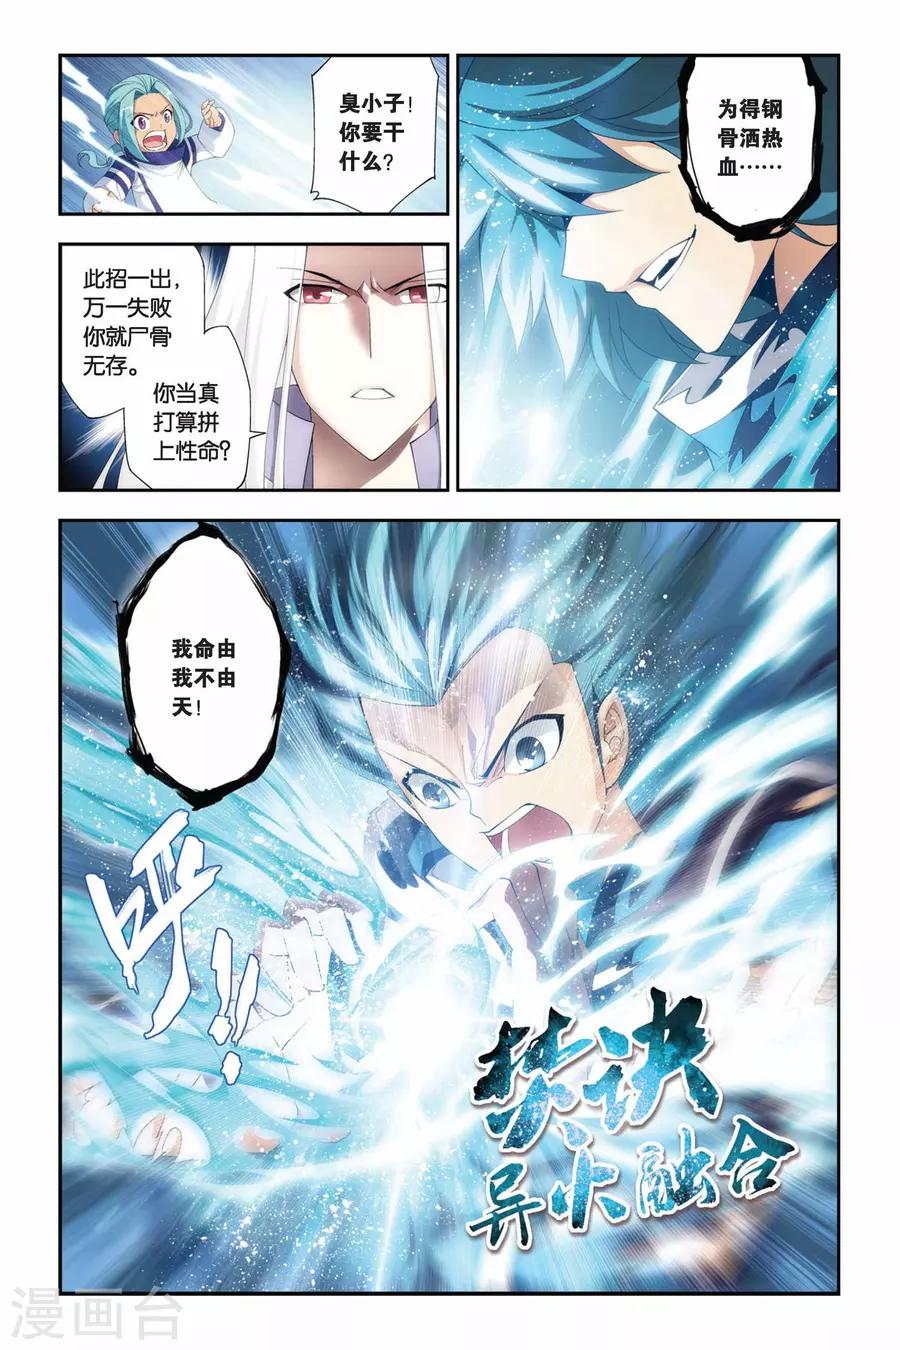 臭小子！
你要干
什么？
为得钢
骨洒热
血……
此招一出，
万一失败
你就尸骨
无存。
你当真
打算拼
上性命？
我命由
我不由
天！
呯!!
焚诀
异火融合
漫画台